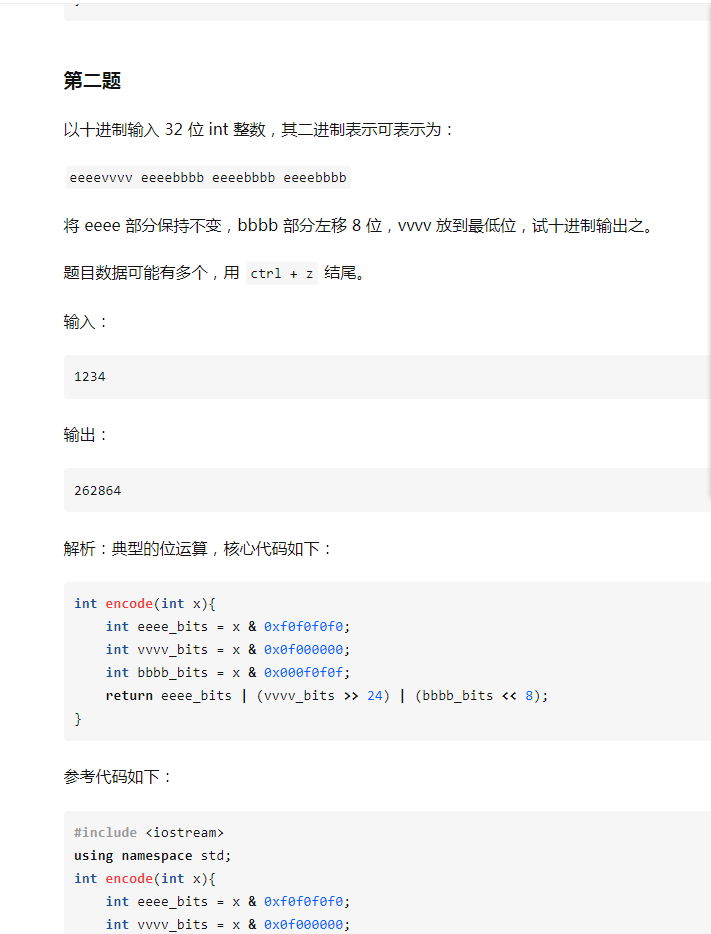 第二题
以十进制输入 32 位 int 整数，其二进制表示可表示为：
eeeevvvv eeeebbbb eeeebbbb eeeebbbb
将 eeee 部分保持不变，bbbb 部分左移 8 位，vvvv 放到最低位，试十进制输出之。
题目数据可能有多个，用 ctrl + z 结尾。
输入：
1234
输出：
262864
解析：典型的位运算，核心代码如下：
int encode(int x){
    int eeee_bits = x & 0xf0f0f0f0;
    int vvvv_bits = x & 0x0f000000;
    int bbbb_bits = x & 0x000f0f0f;
    return eeee_bits | (vvvv_bits >> 24) | (bbbb_bits << 8);
}
参考代码如下：
#include <iostream>
using namespace std;
int encode(int x){
    int eeee_bits = x & 0xf0f0f0f0;
    int vvvv_bits = x & 0x0f000000;